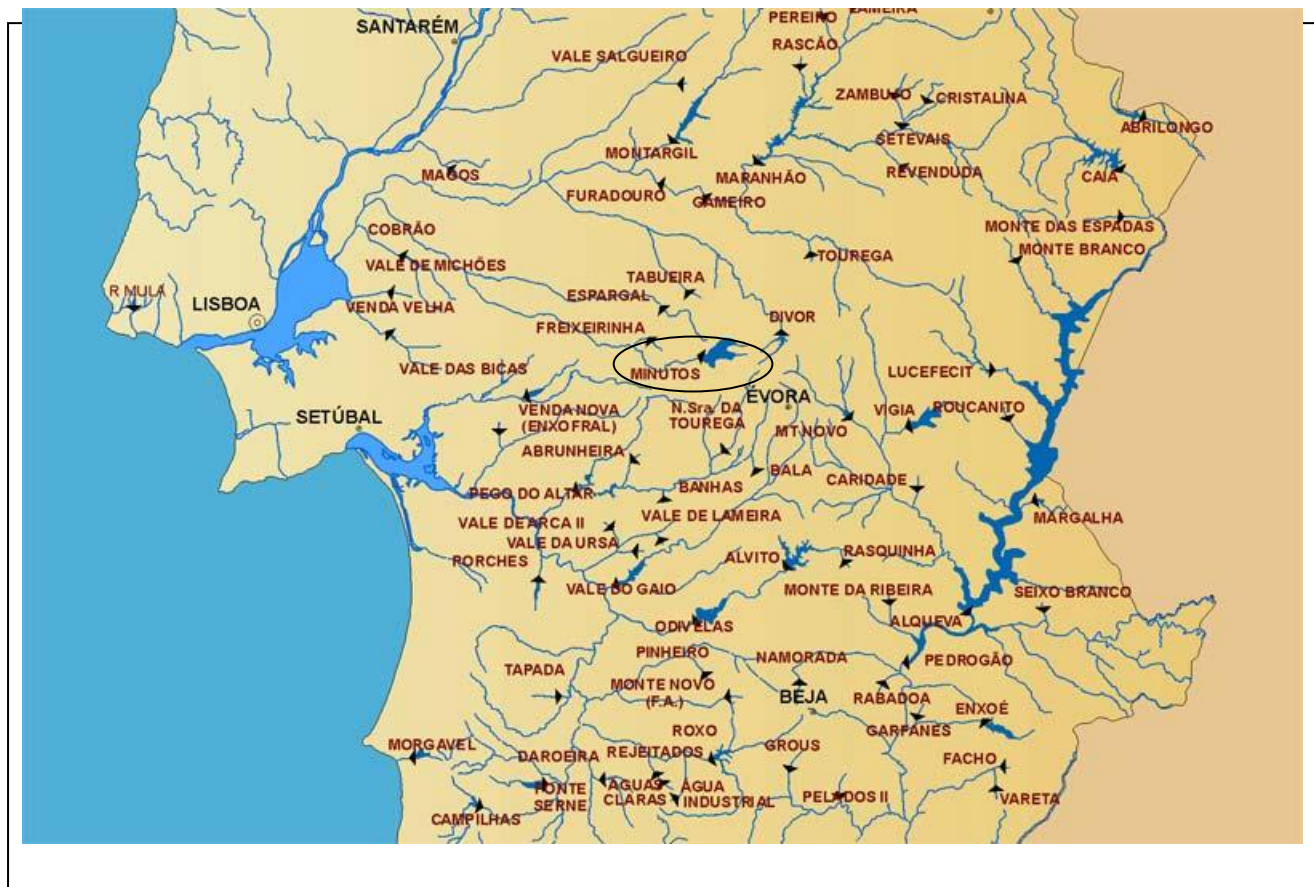 PEREIRO
ZAMEIRA
SANTARÉM
RASCÃO
VALE SALGUEIRO
ZAMBUJO
CRISTALINA
ABRILONGO
SETEVAIS
MONTARGIL
MAGOS
MARANHÃO
REVENDUDA
CAIA
FURADOURO
GAMEIRO
MONTE DAS ESPADAS
COBRÃO
MONTE BRANCO
TOUREGA
VALE DE MICHÕES
TABUEIRA
R MULA
LISBOA
ESPARGAL
VENDA VELHA
DIVOR
FREIXEIRINHA
VALE DAS BICAS
MINUTOS
LUCEFECIT
ÉVORA
SETÚBAL
VENDA NOVA
(ENXOFRAL)
N.Sra. DA
TOUREGA
VIGIA
ROUCANITO
MT NOVO
ABRUNHEIRA
BALA
CARIDADE
PEGO DO ALTAR
BANHAS
MARGALHA
VALE DE ARCA II
VALE DE LAMEIRA
VALE DA URSA
PORCHES
ALVITO
RASQUINHA
VALE DO GAIO
MONTE DA RIBEIRA
SEIXO BRANCO
ODIVELAS
ALQUEVA
PINHEIRO
NAMORADA
PEDROGÃO
TAPADA
MONTE NOVO
(F.A.)
BEJA
RABADOA
ENXOÉ
ROXO
GARFANES
MORGAVEL
DAROEIRA
REJEITADOS
GROUS
FACHO
FONTE
SERNE
AGUAS
CLARAS
ÁGUA
INDUSTRIAL
PELADOS II
VARETA
CAMPILHAS